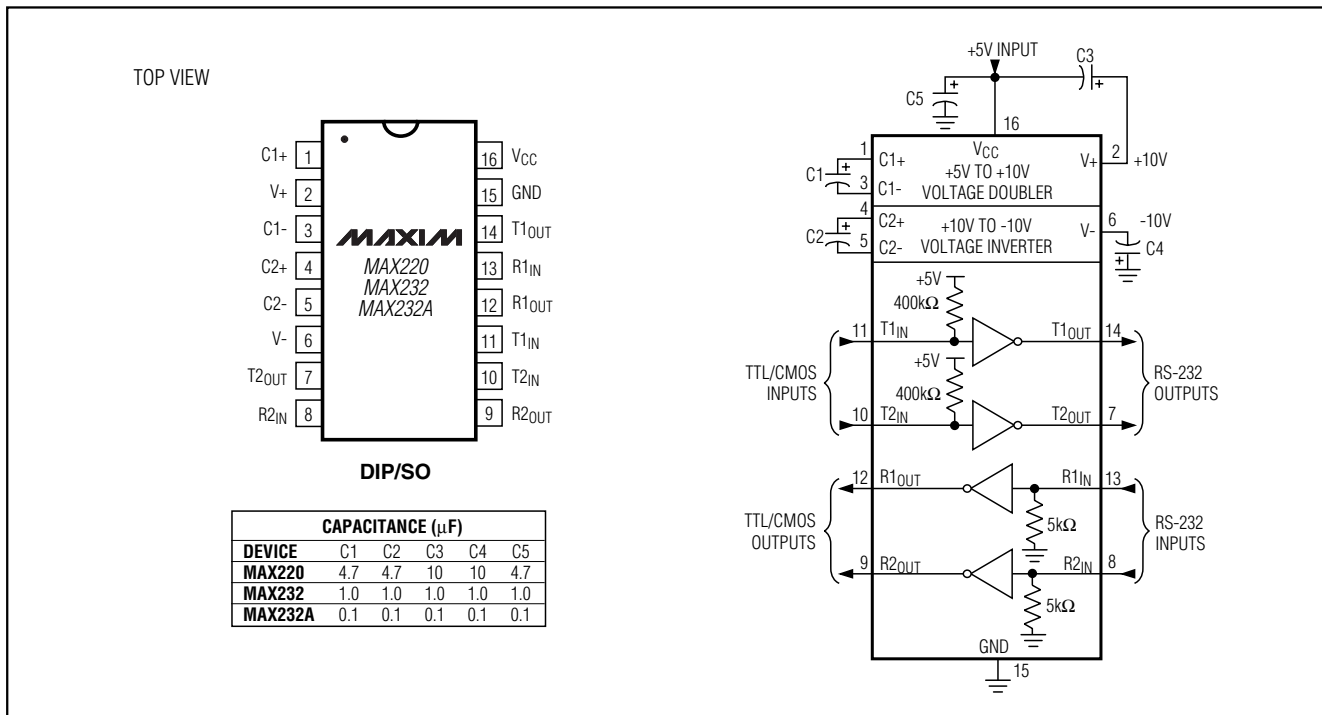 TOP VIEW
C1+ 1
V+ 2
C1- 3
C2+ 4
C2- 5
V- 6
T2OUT 7
R2IN 8
16 VCC
15 GND
14 T1OUT
13 R1IN
12 R1OUT
11 T1IN
10 T2IN
9 R2OUT
MAXIM
MAX220
MAX232
MAX232A
DIP/SO
CAPACITANCE (μF)
DEVICE C1 C2 C3 C4 C5
MAX220 4.7 4.7 10 10 4.7
MAX232 1.0 1.0 1.0 1.0 1.0
MAX232A 0.1 0.1 0.1 0.1 0.1
+5V INPUT
C3
+
C5
+
16
VCC
1
C1+
+
C1
3
C1-
+5V TO +10V
VOLTAGE DOUBLER
V+
2
+10V
+
4
C2+
+
C2
5
C2-
+10V TO -10V
VOLTAGE INVERTER
V-
6
-10V
C4
+
+5V
400kΩ
11 T1IN
T1OUT 14
+5V
400kΩ
10 T2IN
T2OUT 7
TTL/CMOS
INPUTS
RS-232
OUTPUTS
12 R1OUT
R1IN 13
5kΩ
9 R2OUT
R2IN 8
5kΩ
TTL/CMOS
OUTPUTS
RS-232
INPUTS
GND
15